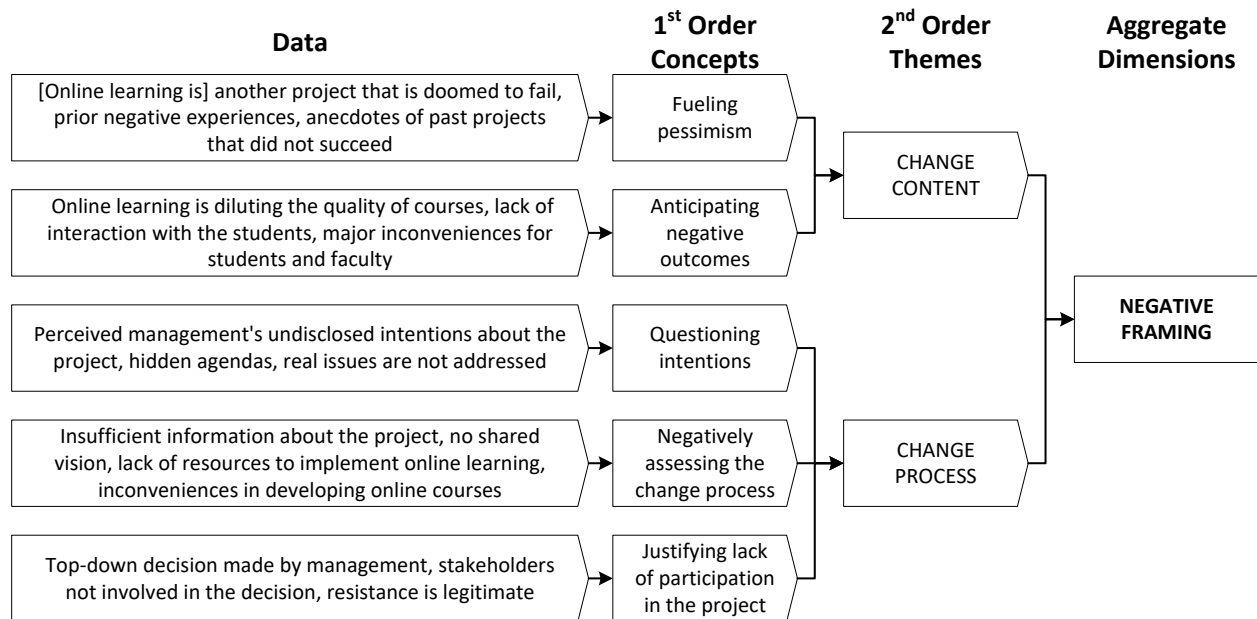 Data
1st Order
Concepts
2nd Order
Themes
Aggregate
Dimensions
[Online learning is] another project that is doomed to fail,
prior negative experiences, anecdotes of past projects
that did not succeed
Fueling
pessimism
Online learning is diluting the quality of courses, lack of
interaction with the students, major inconveniences for
students and faculty
Anticipating
negative
outcomes
CHANGE
CONTENT
Perceived management's undisclosed intentions about the
project, hidden agendas, real issues are not addressed
Questioning
intentions
NEGATIVE
FRAMING
Insufficient information about the project, no shared
vision, lack of resources to implement online learning,
inconveniences in developing online courses
Negatively
assessing the
change process
CHANGE
PROCESS
Top-down decision made by management, stakeholders
not involved in the decision, resistance is legitimate
Justifying lack
of participation
in the project